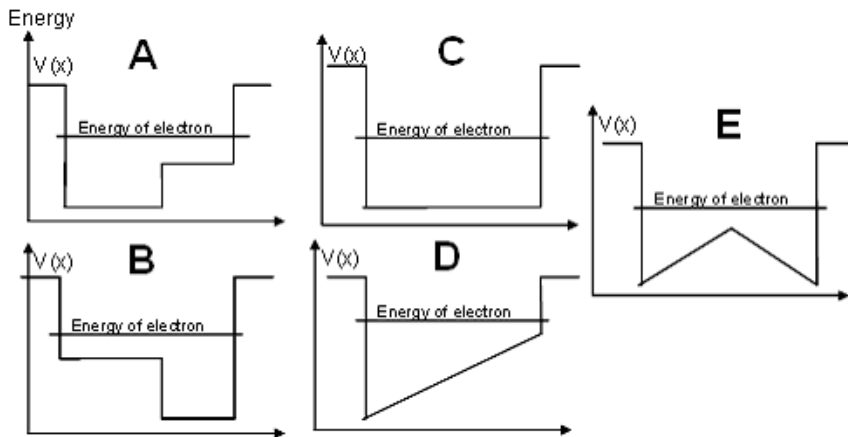 Energy
A
V(x)
Energy of electron
C
V(x)
Energy of electron
E
V(x)
Energy of electron
B
V(x)
Energy of electron
D
V(x)
Energy of electron